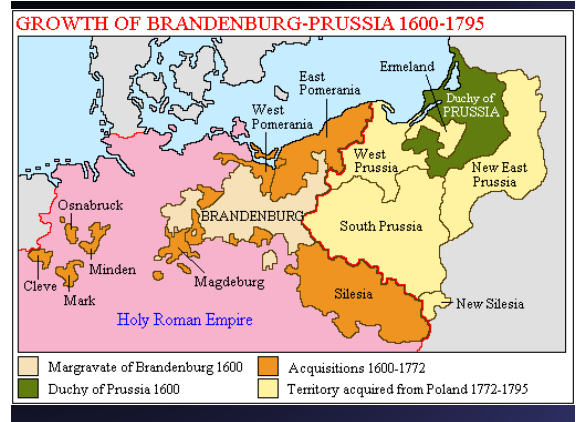 GROWTH OF BRANDENBURG-PRUSSIA 1600-1795
Ermeland
East
Pomerania
Duchy of
PRUSSIA
West
Pomerania
West
Prussia
New East
Prussia
Osnabruck
BRANDENBURG
South Prussia
Minden
Cleve
Magdeburg
Mark
Silesia
New Silesia
Holy Roman Empire
Margravate of Brandenburg 1600
Acquisitions 1600-1772
Duchy of Prussia 1600
Territory acquired from Poland 1772-1795